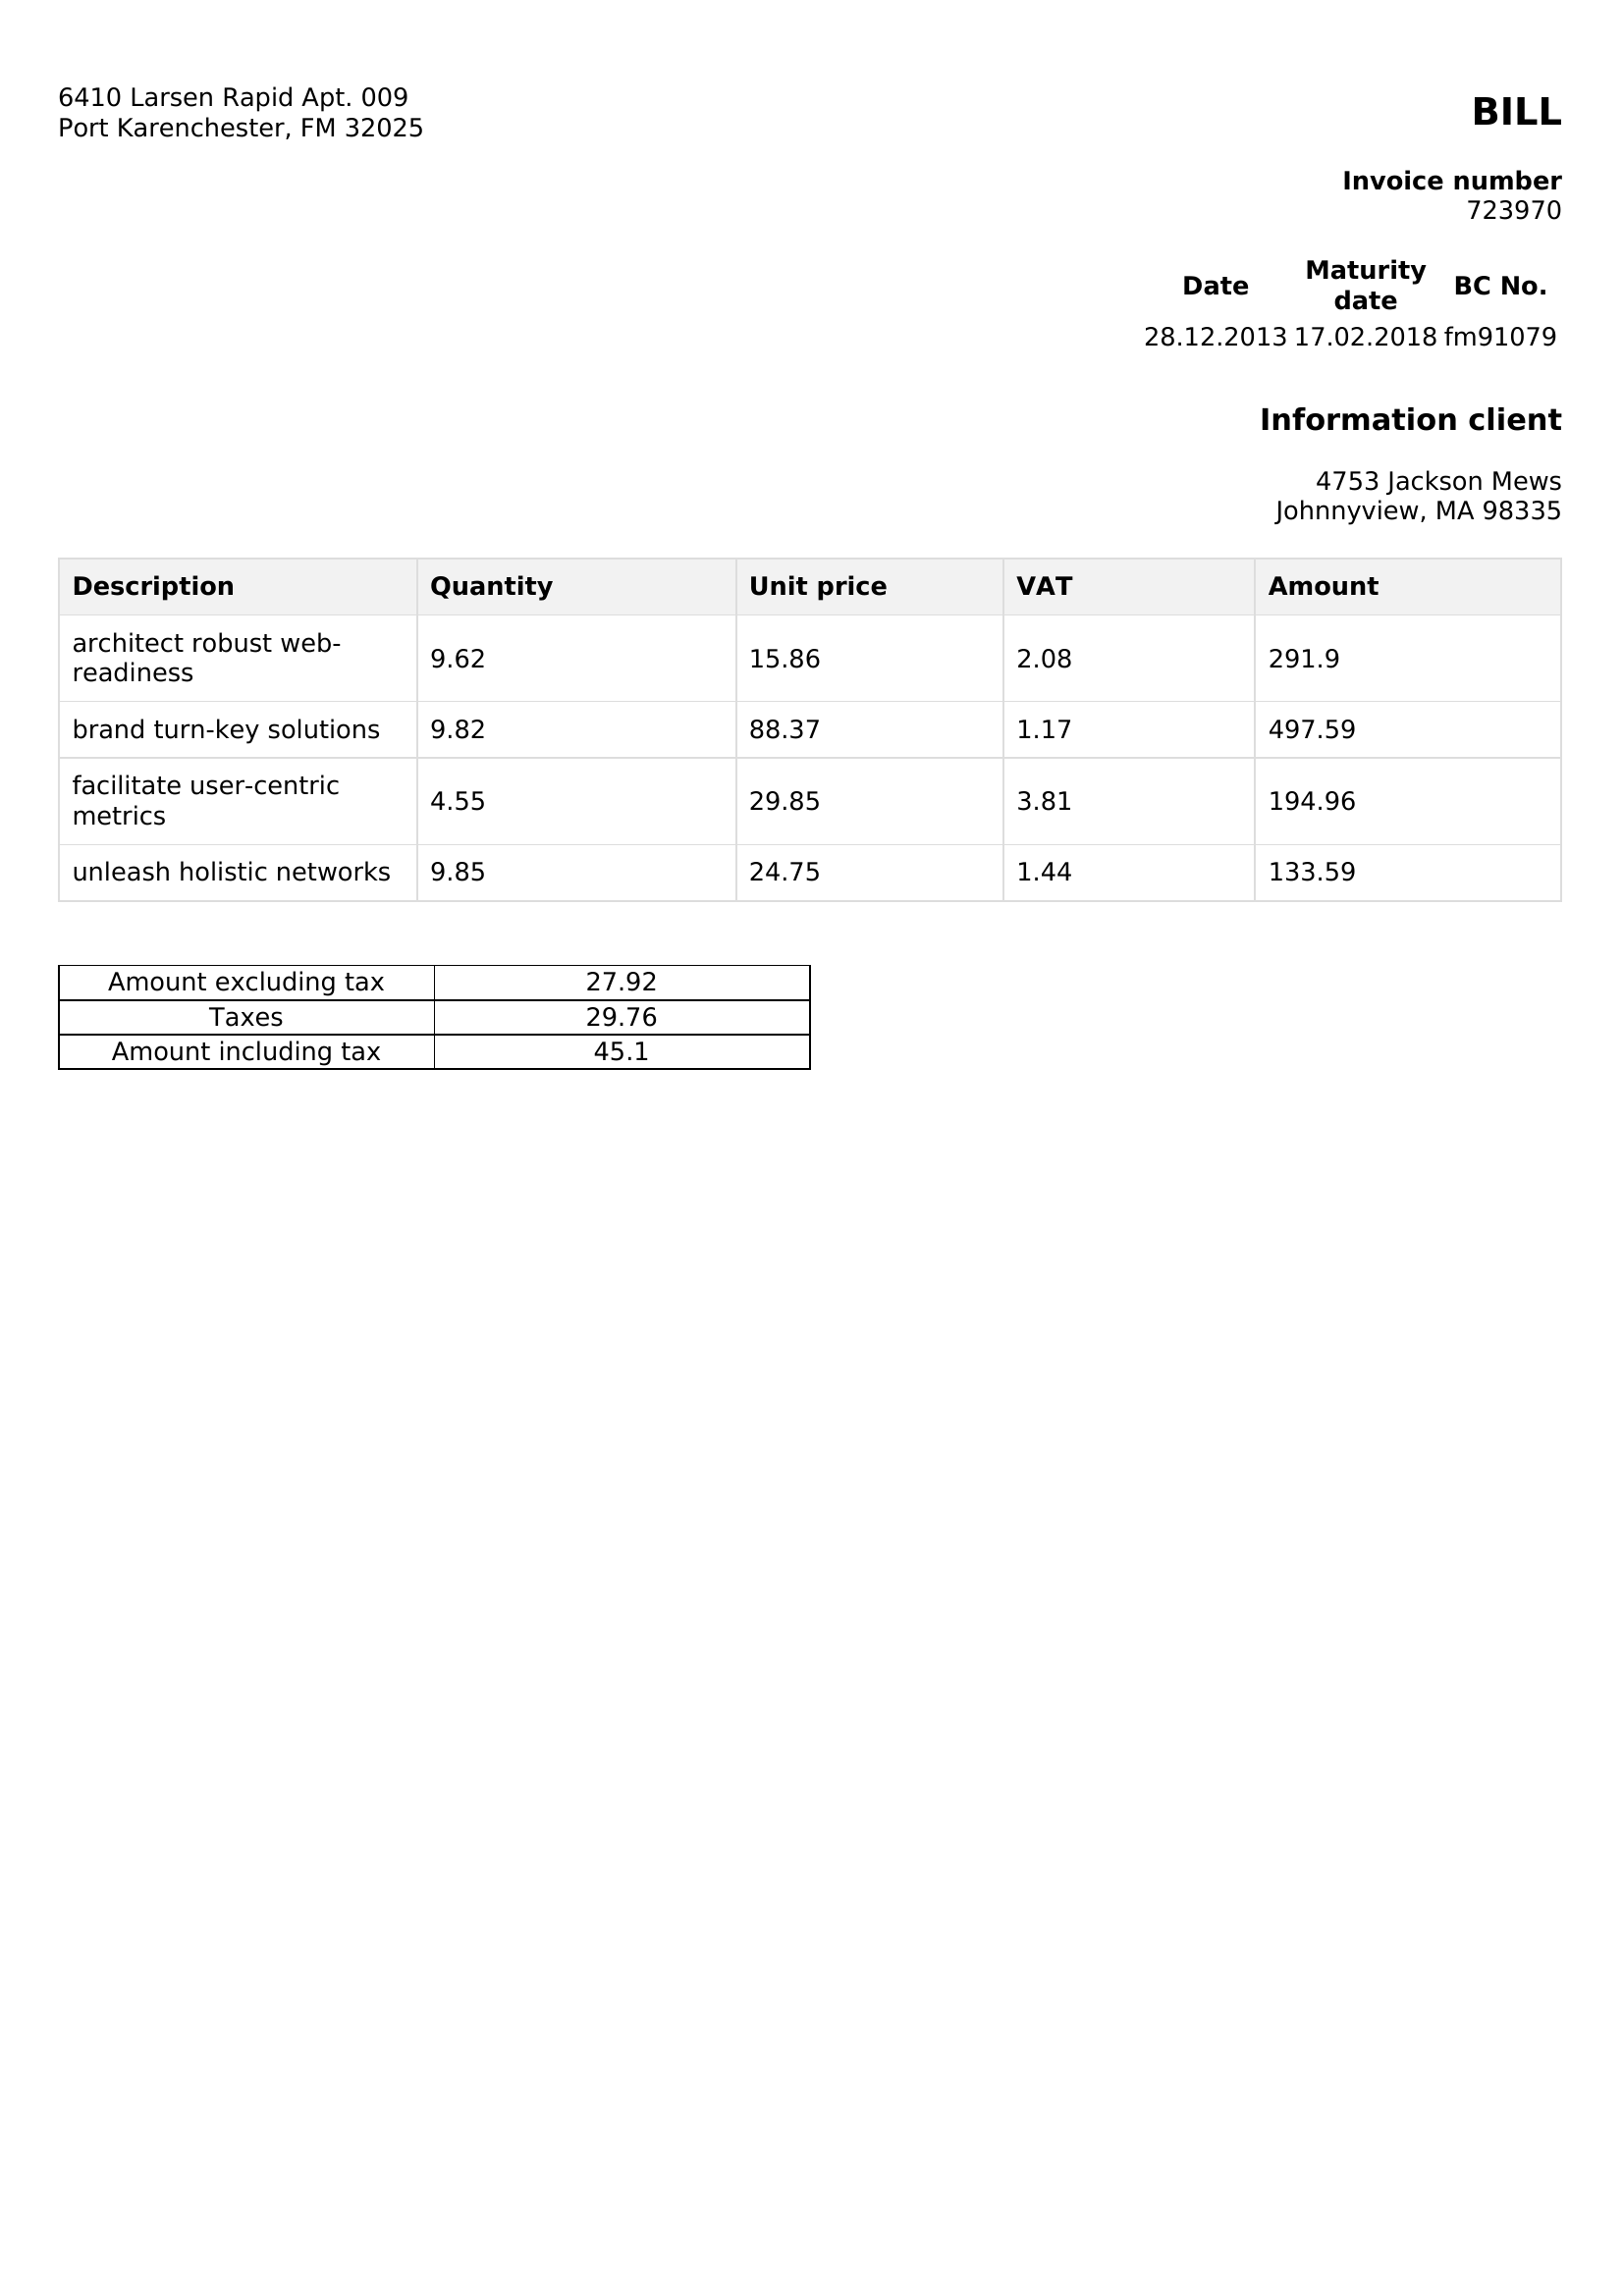 6410 Larsen Rapid Apt. 009
Port Karenchester, FM 32025
BILL
Invoice number
723970
Date Maturity date BC No.
28.12.2013 17.02.2018 fm91079
Information client
4753 Jackson Mews
Johnnyview, MA 98335
Description Quantity Unit price VAT Amount
architect robust web-
readiness 9.62 15.86 2.08 291.9
brand turn-key solutions 9.82 88.37 1.17 497.59
facilitate user-centric
metrics 4.55 29.85 3.81 194.96
unleash holistic networks 9.85 24.75 1.44 133.59
Amount excluding tax 27.92
Taxes 29.76
Amount including tax 45.1